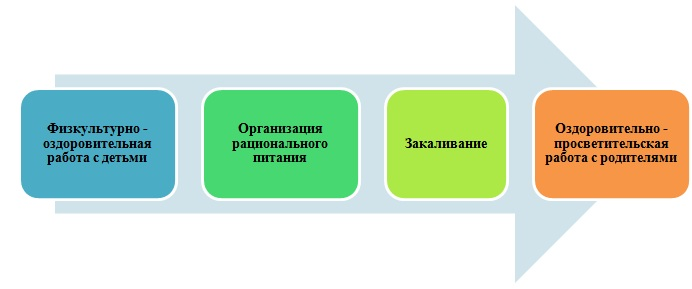 Физкультурно -
оздоровительная
работа с детьми
Организация
рационального
питания
Закаливание
Оздоровительно -
просветительская
работа с родителями